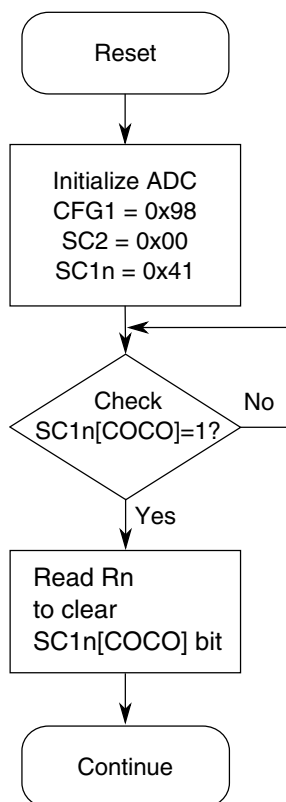 Reset
Initialize ADC
CFG1 = 0x98
SC2 = 0x00
SC1n = 0x41
Check
SC1n[COCO]=1?
No
Yes
Read Rn
to clear
SC1n[COCO] bit
Continue